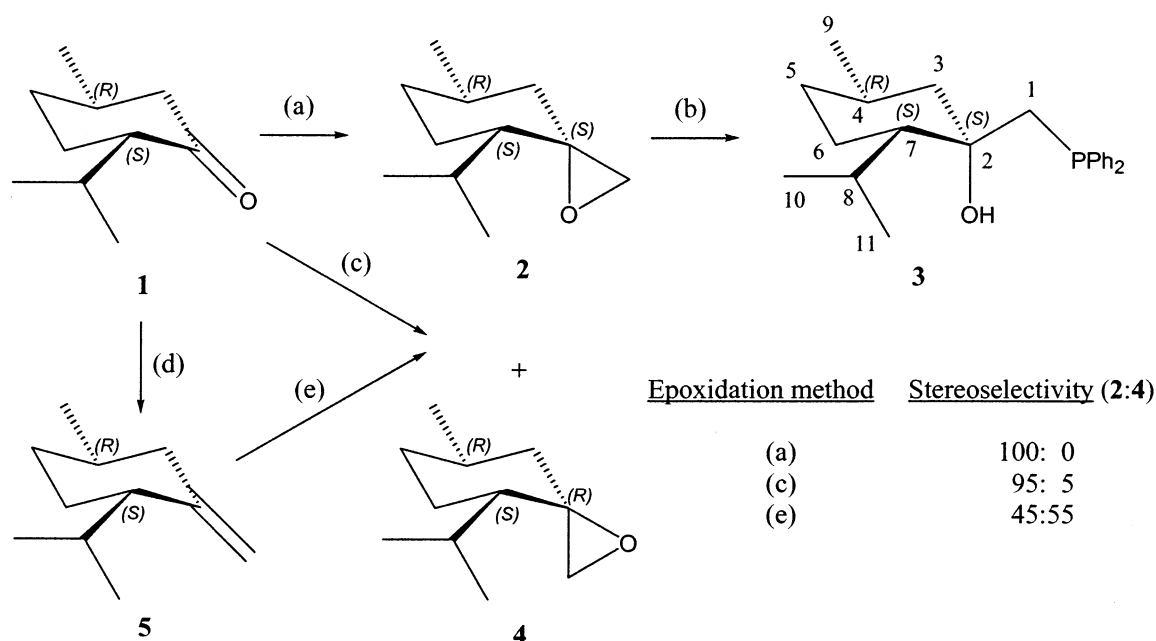 9
(R)
(S)
O
1
(a)
(R)
(S)
(S)
O
2
(b)
9
5
(R)
3
4
(S)
(S)
1
6
7
2
PPh2
10
8
OH
11
3
(c)
(d)
(e)
+
(R)
(S)
5
(R)
(S)
(R)
O
4
Epoxidation method Stereoselectivity (2:4)
(a) 100: 0
(c) 95: 5
(e) 45:55